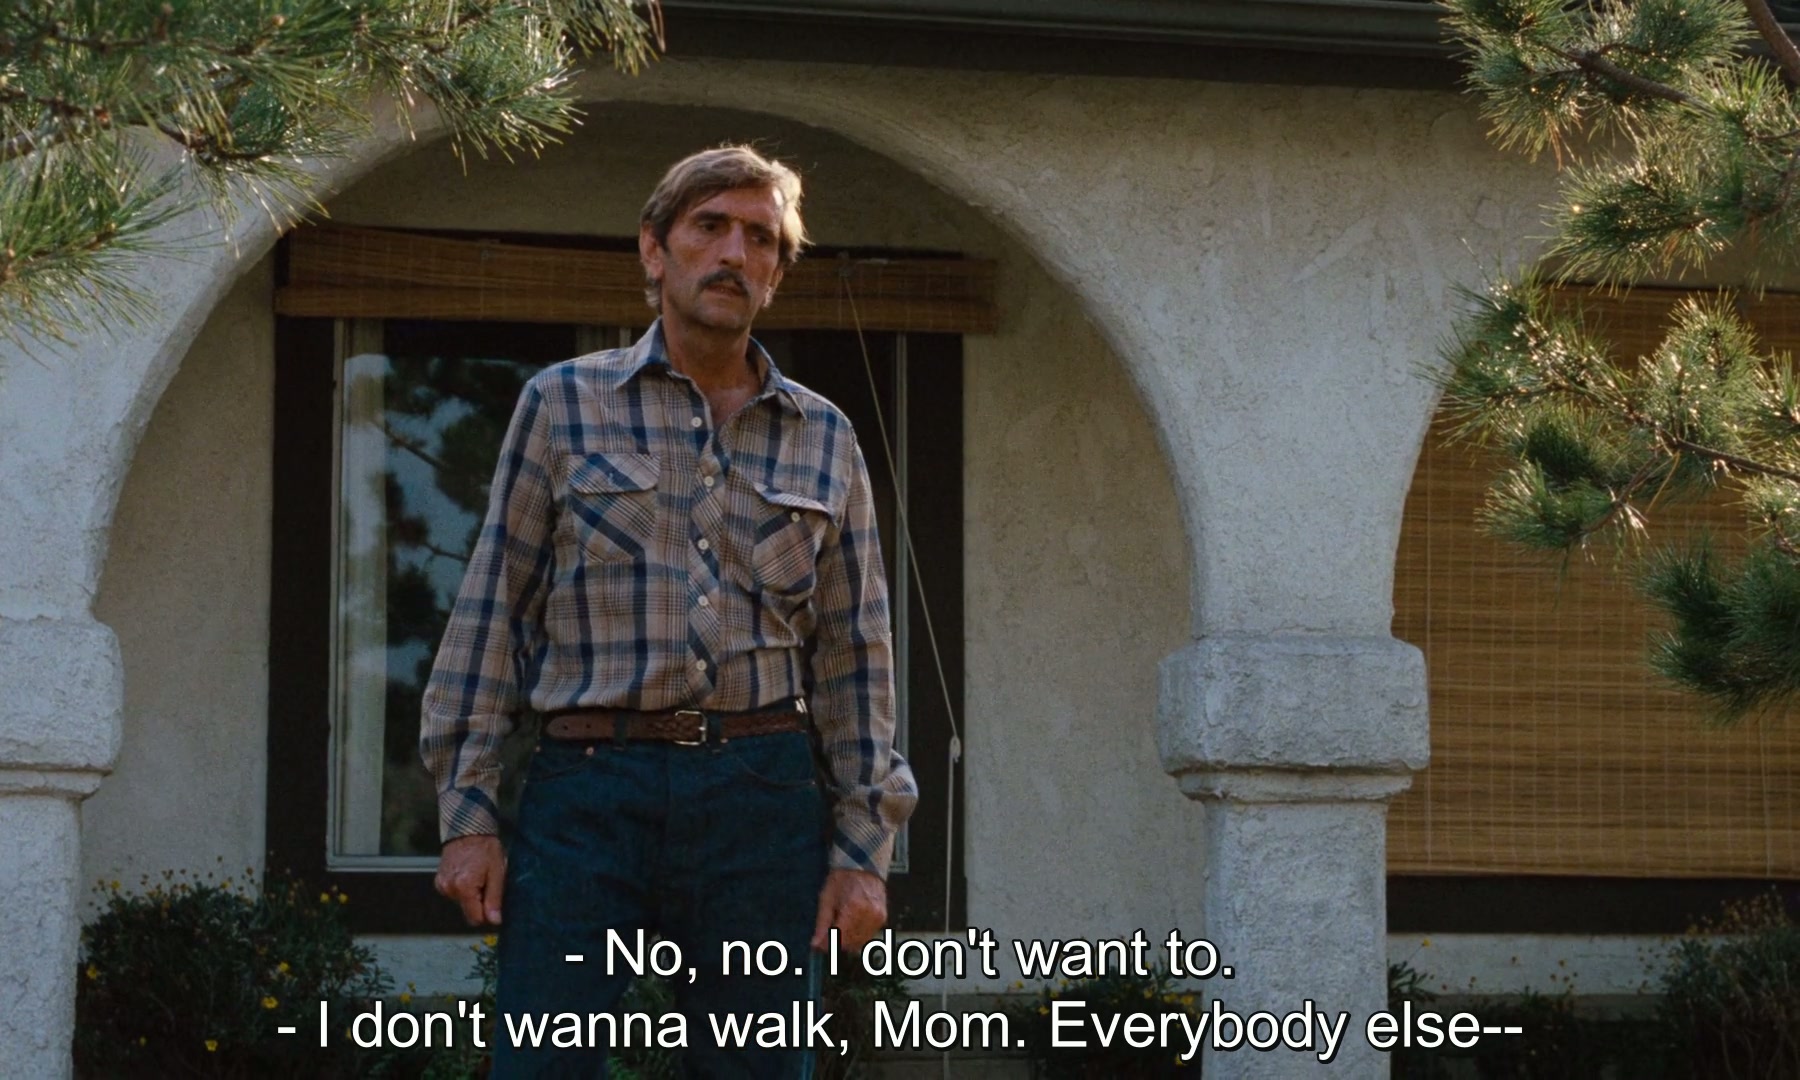 - No, no. I don't want to.
- I don't wanna walk, Mom. Everybody else--